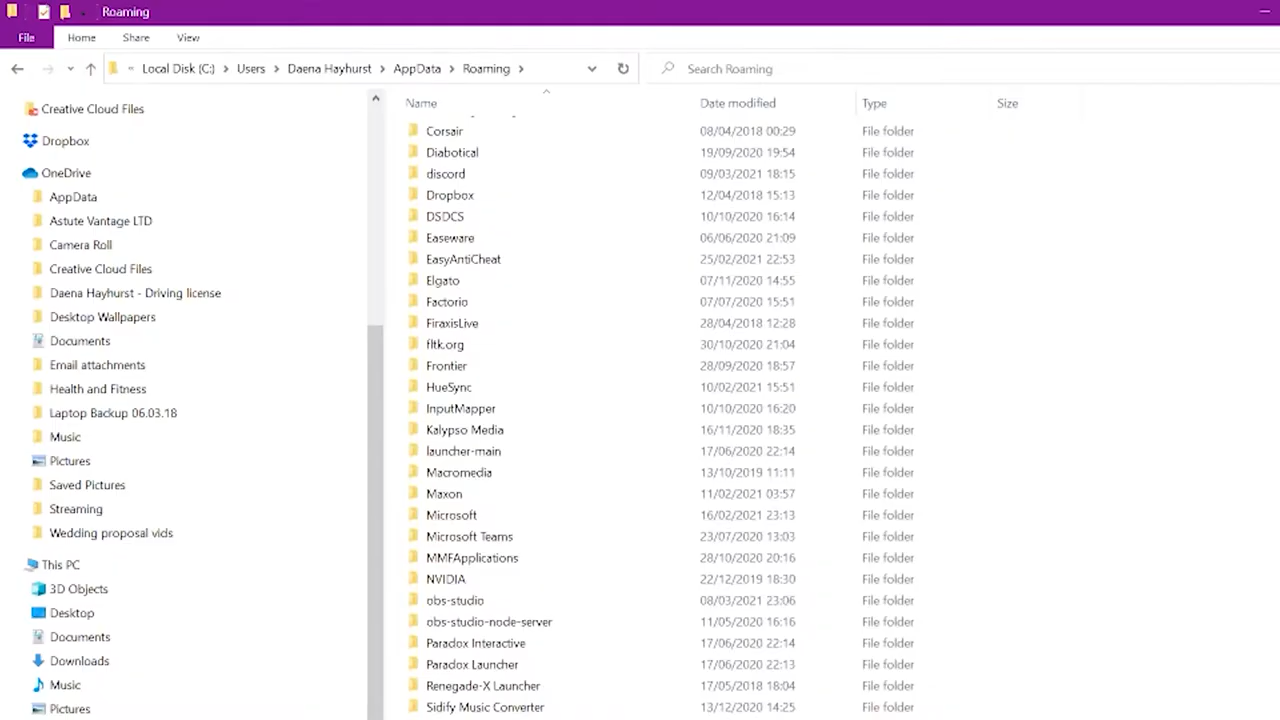 Roaming
File Home Share View
« Local Disk (C:) > Users > Daena Hayhurst > AppData > Roaming >
Search Roaming
Creative Cloud Files
Dropbox
OneDrive
AppData
Astute Vantage LTD
Camera Roll
Creative Cloud Files
Daena Hayhurst - Driving license
Desktop Wallpapers
Documents
Email attachments
Health and Fitness
Laptop Backup 06.03.18
Music
Pictures
Saved Pictures
Streaming
Wedding proposal vids
This PC
3D Objects
Desktop
Documents
Downloads
Music
Pictures
Name Date modified Type Size
Corsair 08/04/2018 00:29 File folder
Diabotical 19/09/2020 19:54 File folder
discord 09/03/2021 18:15 File folder
Dropbox 12/04/2018 15:13 File folder
DSDCS 10/10/2020 16:14 File folder
Easeware 06/06/2020 21:09 File folder
EasyAntiCheat 25/02/2021 22:53 File folder
Elgato 07/11/2020 14:55 File folder
Factorio 07/07/2020 15:51 File folder
FiraxisLive 28/04/2018 12:28 File folder
fltk.org 30/10/2020 21:04 File folder
Frontier 28/09/2020 18:57 File folder
HueSync 10/02/2021 15:51 File folder
InputMapper 10/10/2020 16:20 File folder
Kalypso Media 16/11/2020 18:35 File folder
launcher-main 17/06/2020 22:14 File folder
Macromedia 13/10/2019 11:11 File folder
Maxon 11/02/2021 03:57 File folder
Microsoft 16/02/2021 23:13 File folder
Microsoft Teams 23/07/2020 13:03 File folder
MMFApplications 28/10/2020 20:16 File folder
NVIDIA 22/12/2019 18:30 File folder
obs-studio 08/03/2021 23:06 File folder
obs-studio-node-server 11/05/2020 16:16 File folder
Paradox Interactive 17/06/2020 22:14 File folder
Paradox Launcher 17/06/2020 22:13 File folder
Renegade-X Launcher 17/05/2018 18:04 File folder
Sidify Music Converter 13/12/2020 14:25 File folder